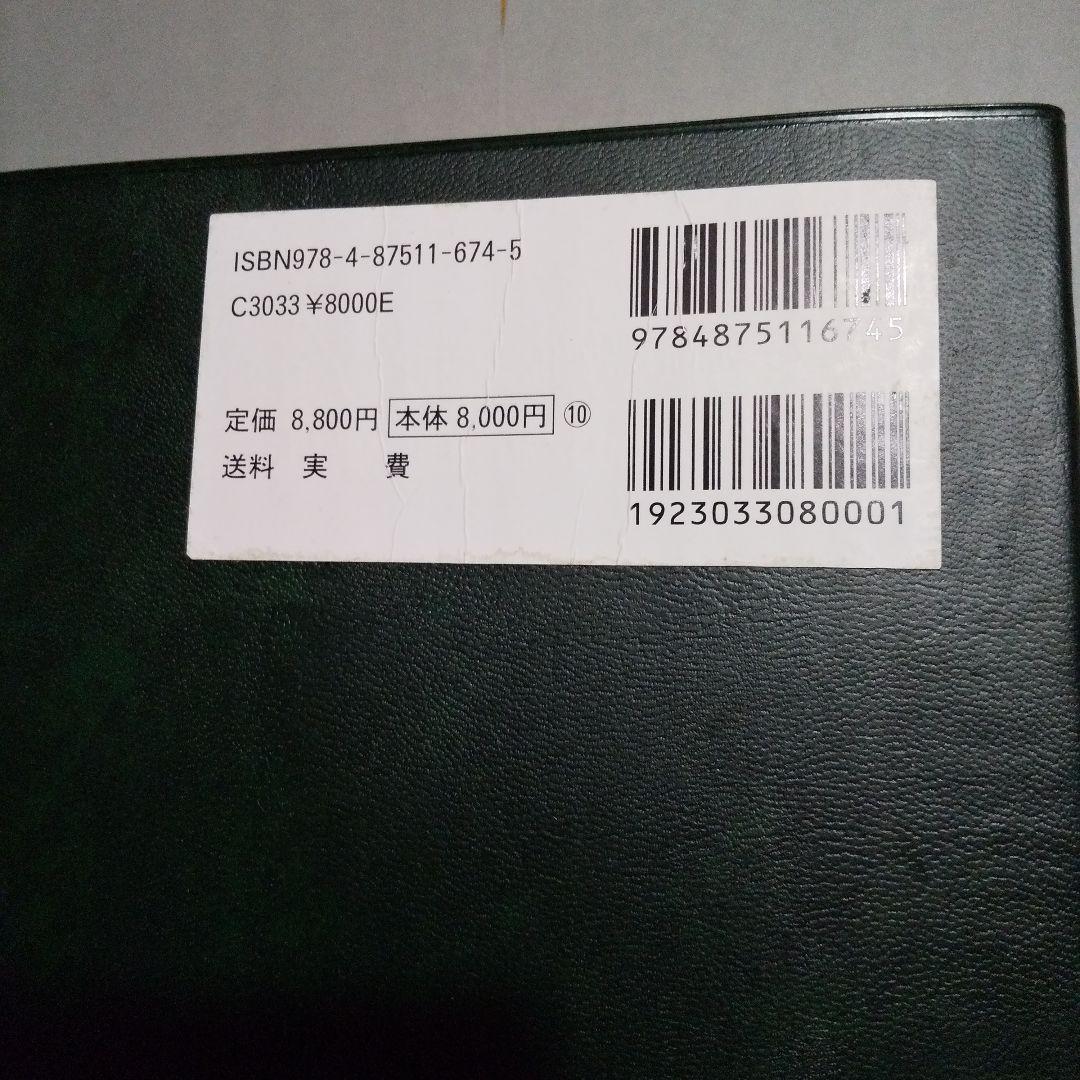 ISBN978-4-87511-674-5
C3033 ¥8000E
9784875116745
定価 8,800円 本体 8,000円 ⑩
送料 実 費
1923033080001